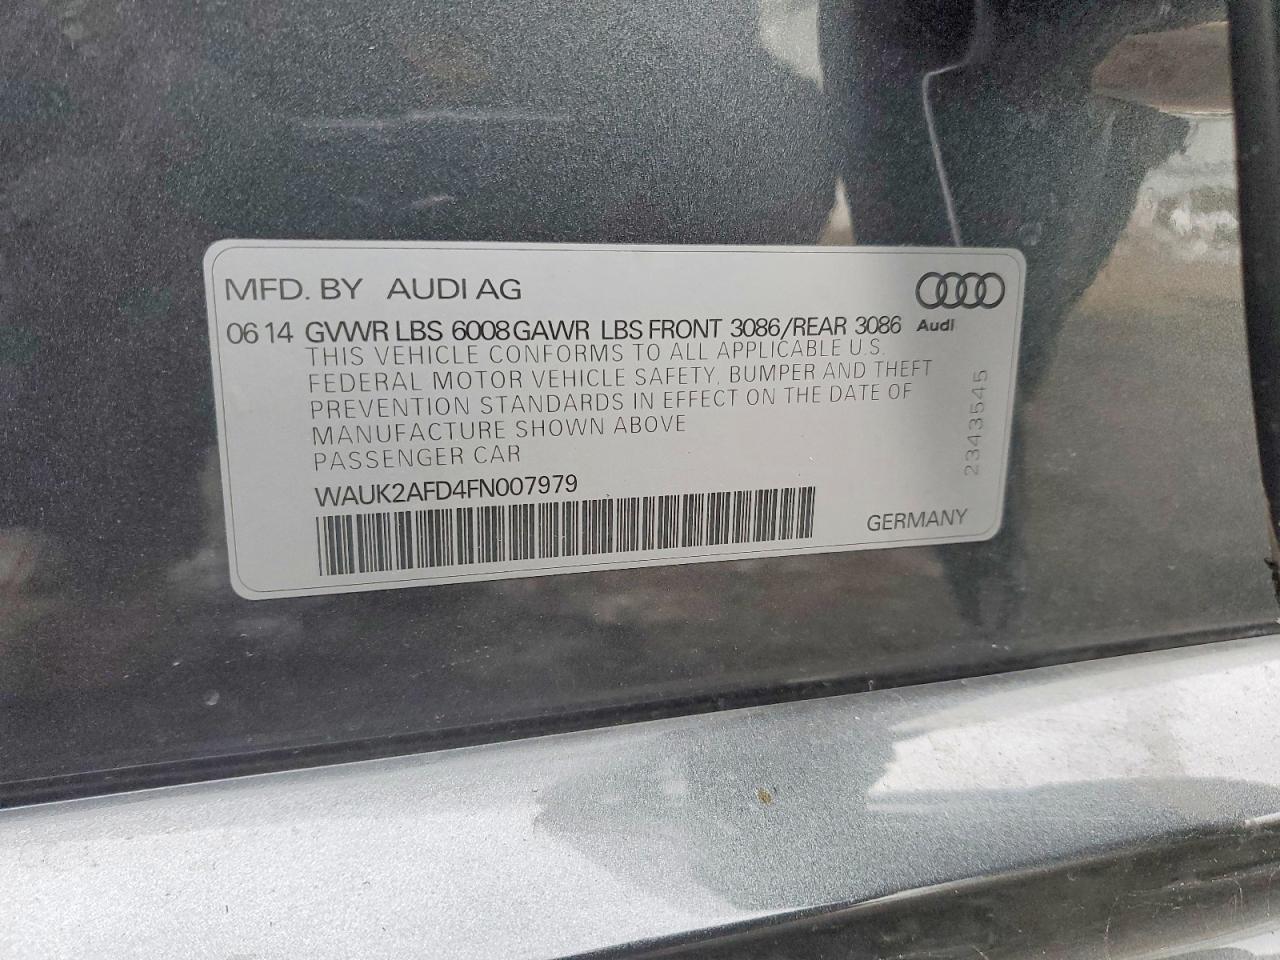 MFD. BY AUDI AG
06 14 GVWR LBS 6008 GAWR LBS FRONT 3086/REAR 3086
Audi
THIS VEHICLE CONFORMS TO ALL APPLICABLE U.S.
FEDERAL MOTOR VEHICLE SAFETY, BUMPER AND THEFT
PREVENTION STANDARDS IN EFFECT ON THE DATE OF
MANUFACTURE SHOWN ABOVE
PASSENGER CAR
WAUK2AFD4FN007979
GERMANY
2343545